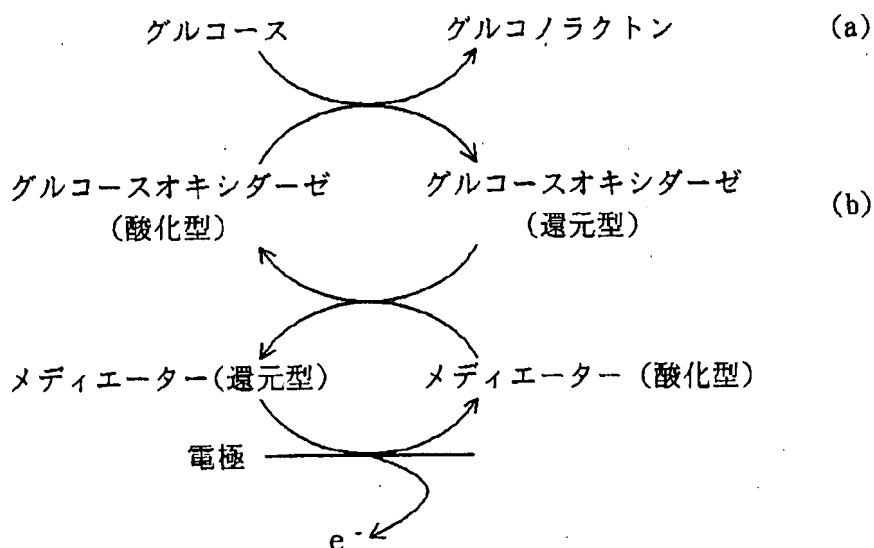 グルコース グルコノラクトン (a)
グルコースオキシダーゼ グルコースオキシダーゼ (b)
(酸化型) (還元型)
メディエーター(還元型) メディエーター (酸化型)
電極
e⁻